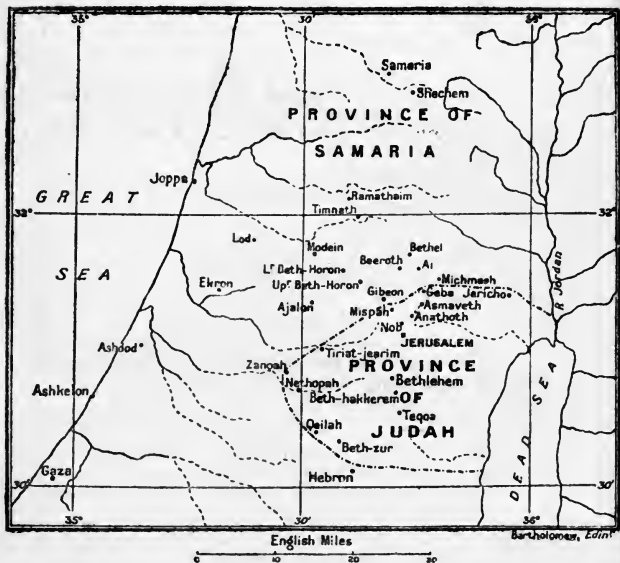 35° 30 36°
Samaria
Shechem
PROVINCE OF
SAMARIA
Joppa
Ramathaim
GREAT
32
32
Timnath
Lod
Modein
Bethel
SEA
Lʳ Beth-Horon
Beeroth
Ai
Ekron
Upʳ Beth-Horon
Michmash
R Jordan
Gibeon
Geba
Jericho
Ajalon
Mispah
Asmaveth
Anathoth
Nob
JERUSALEM
Ashdod
Tiriat-jearim
Zanoah
PROVINCE
Nethopah
Bethlehem
Ashkelon
Beth-hakkerem
OF
Teqoa
DEAD SEA
Qeilah
JUDAH
Beth-zur
Gaza
Hebron
30
30
35° 30 36
Bartholomew, Edinʳ
English Miles
0 10 20 30